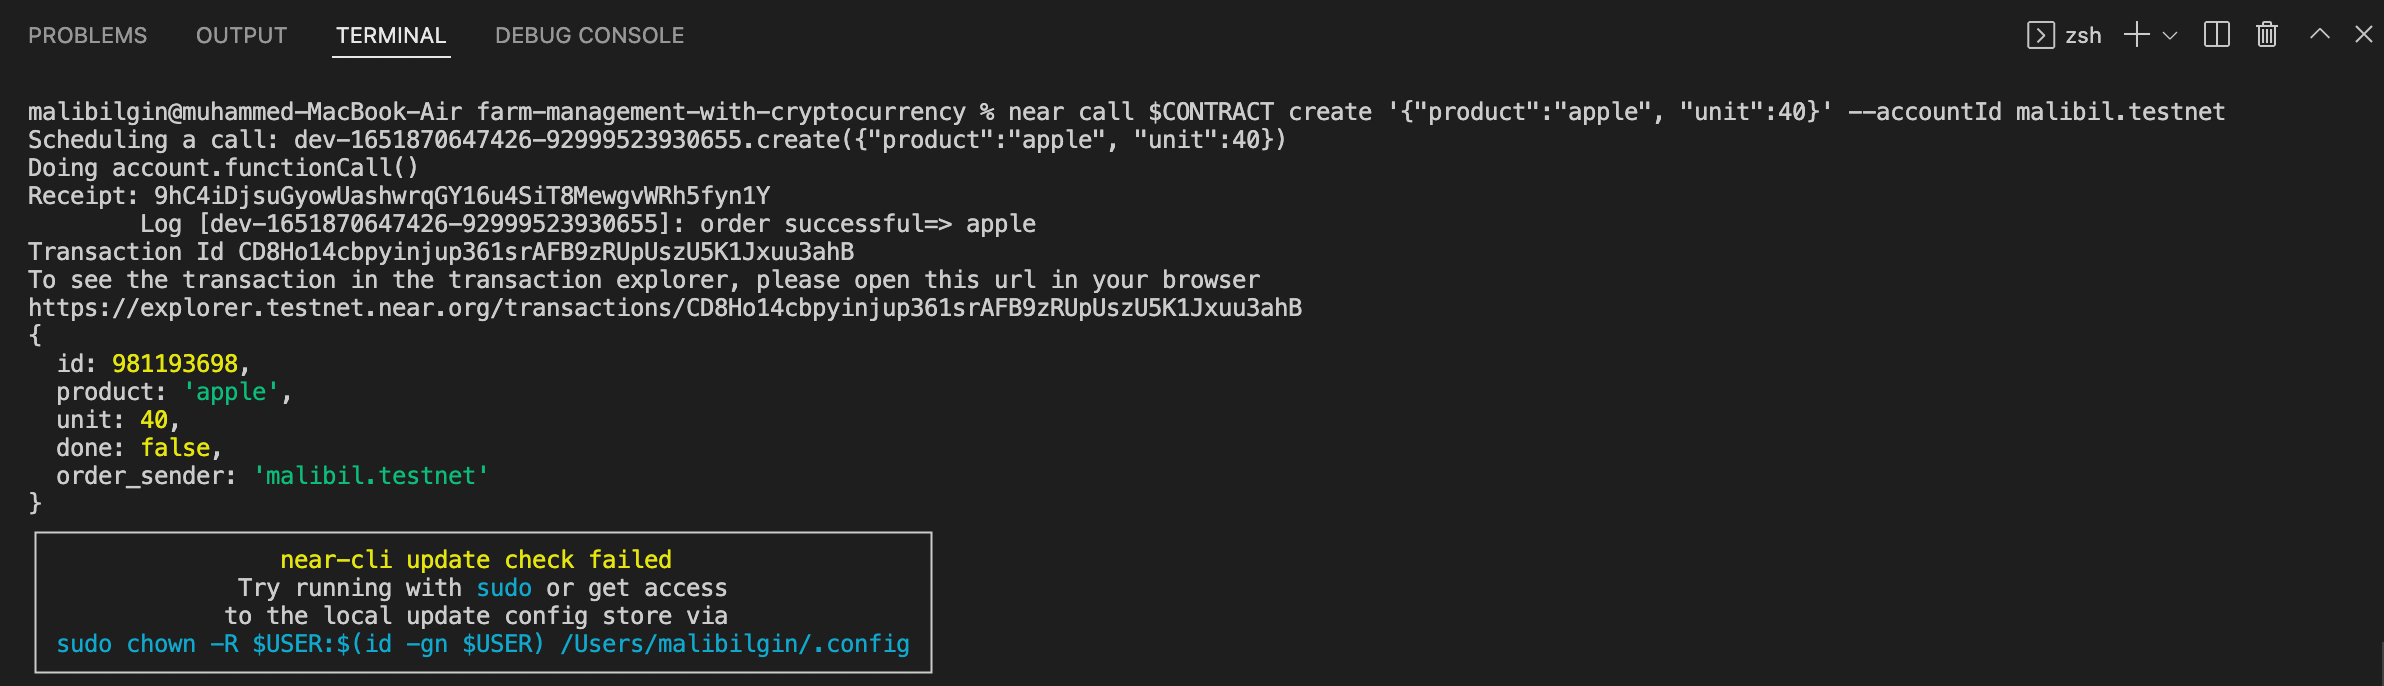 PROBLEMS OUTPUT TERMINAL DEBUG CONSOLE zsh
malibilgin@muhammed-MacBook-Air farm-management-with-cryptocurrency % near call $CONTRACT create '{"product":"apple", "unit":40}' --accountId malibil.testnet
Scheduling a call: dev-1651870647426-92999523930655.create({"product":"apple", "unit":40})
Doing account.functionCall()
Receipt: 9hC4iDjsuGyowUashwrqGY16u4SiT8MewgvWRh5fyn1Y
Log [dev-1651870647426-92999523930655]: order successful=> apple
Transaction Id CD8Ho14cbpyinjup361srAFB9zRUpUszU5K1Jxuu3ahB
To see the transaction in the transaction explorer, please open this url in your browser
https://explorer.testnet.near.org/transactions/CD8Ho14cbpyinjup361srAFB9zRUpUszU5K1Jxuu3ahB
{
id: 981193698,
product: 'apple',
unit: 40,
done: false,
order_sender: 'malibil.testnet'
}
near-cli update check failed
Try running with sudo or get access
to the local update config store via
sudo chown -R $USER:$(id -gn $USER) /Users/malibilgin/.config